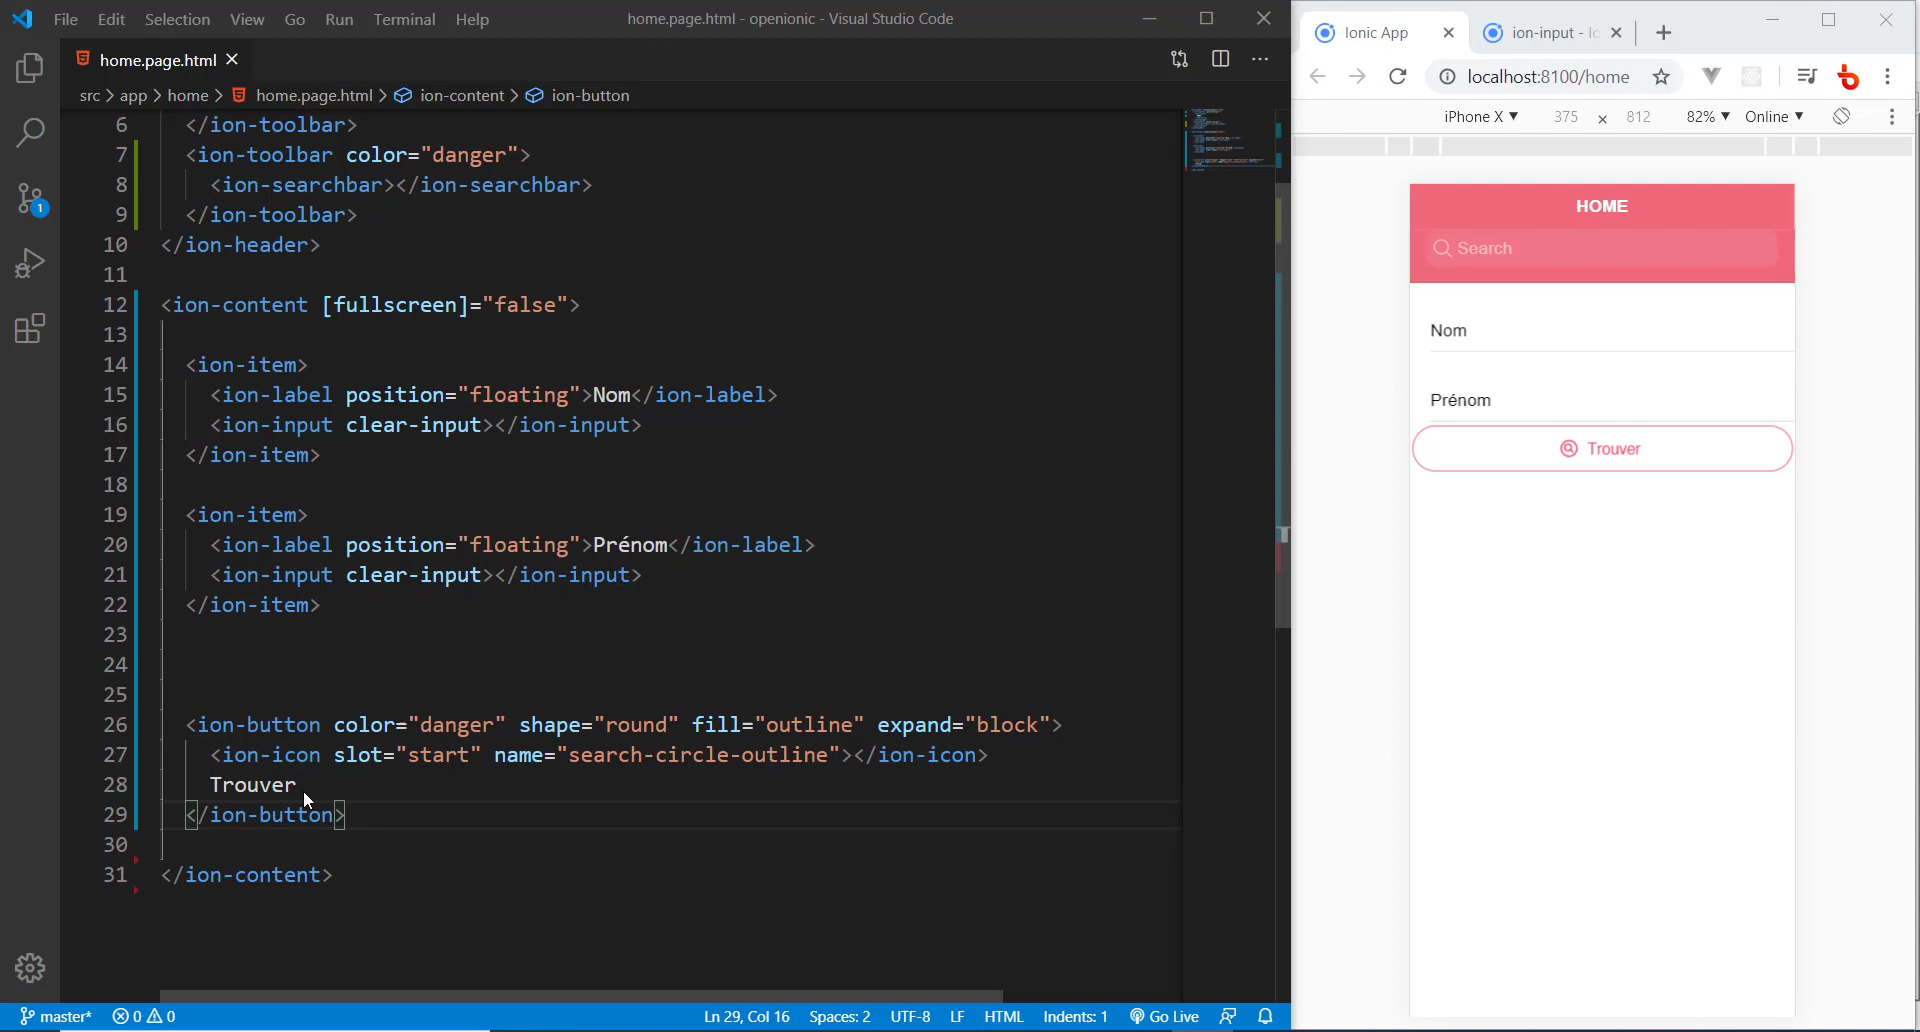 File Edit Selection View Go Run Terminal Help home.page.html - openionic - Visual Studio Code
home.page.html
src > app > home > home.page.html > ion-content > ion-button
6 </ion-toolbar>
7 <ion-toolbar color="danger">
8 <ion-searchbar></ion-searchbar>
9 </ion-toolbar>
10 </ion-header>
11
12 <ion-content [fullscreen]="false">
13
14 <ion-item>
15 <ion-label position="floating">Nom</ion-label>
16 <ion-input clear-input></ion-input>
17 </ion-item>
18
19 <ion-item>
20 <ion-label position="floating">Prénom</ion-label>
21 <ion-input clear-input></ion-input>
22 </ion-item>
23
24
25
26 <ion-button color="danger" shape="round" fill="outline" expand="block">
27 <ion-icon slot="start" name="search-circle-outline"></ion-icon>
28 Trouver
29 </ion-button>
30
31 </ion-content>
1
master* 0 0 Ln 29, Col 16 Spaces: 2 UTF-8 LF HTML Indents: 1 Go Live
Ionic App ion-input - Io
localhost:8100/home
iPhone X 375 x 812 82% Online
HOME
Search
Nom
Prénom
Trouver